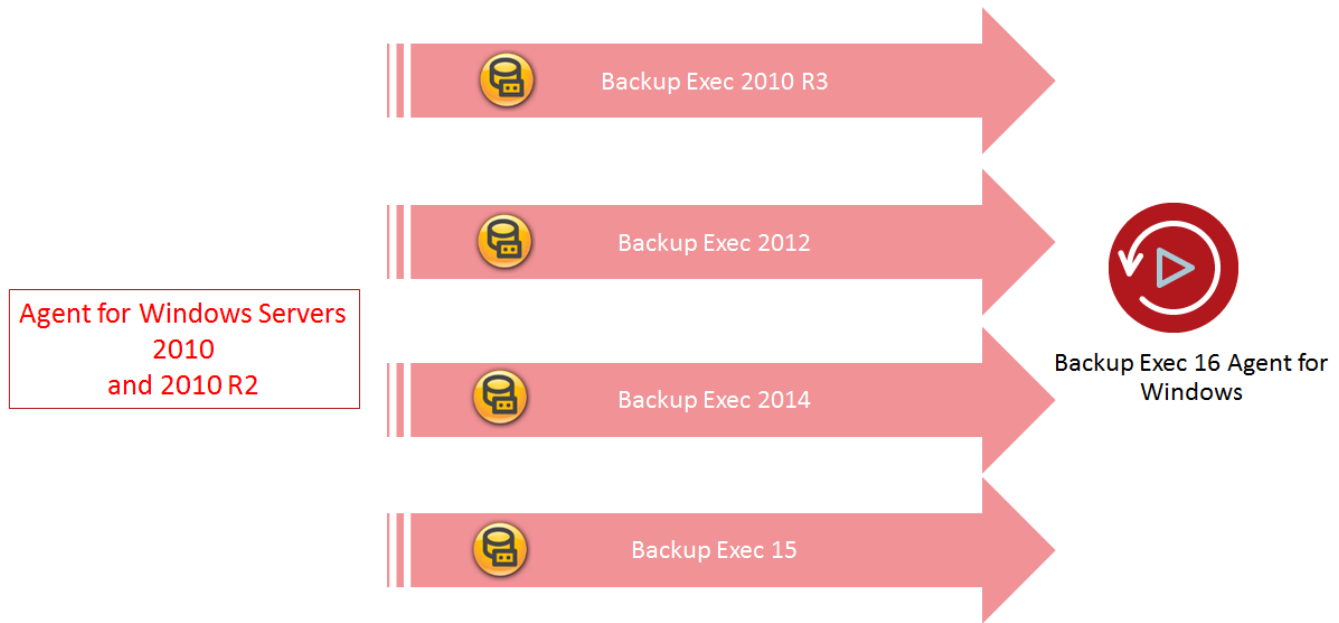 Backup Exec 2010 R3
Backup Exec 2012
Agent for Windows Servers
2010
and 2010 R2
Backup Exec 2014
Backup Exec 15
Backup Exec 16 Agent for
Windows